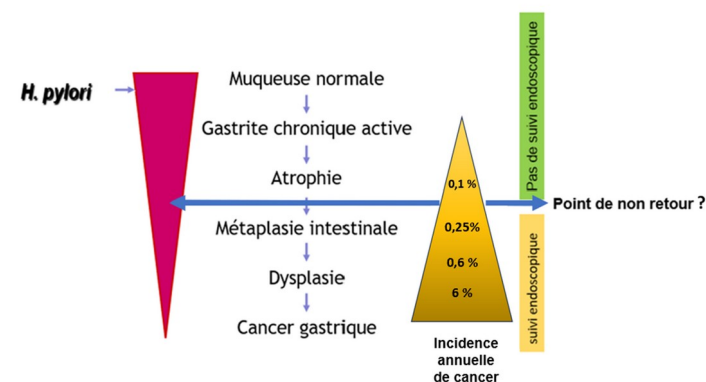 H. pylori
Muqueuse normale
Gastrite chronique active
Atrophie
Métaplasie intestinale
Dysplasie
Cancer gastrique
0,1 %
0,25%
0,6 %
6 %
Incidence
annuelle
de cancer
Pas de suivi endoscopique
suivi endoscopique
Point de non retour ?